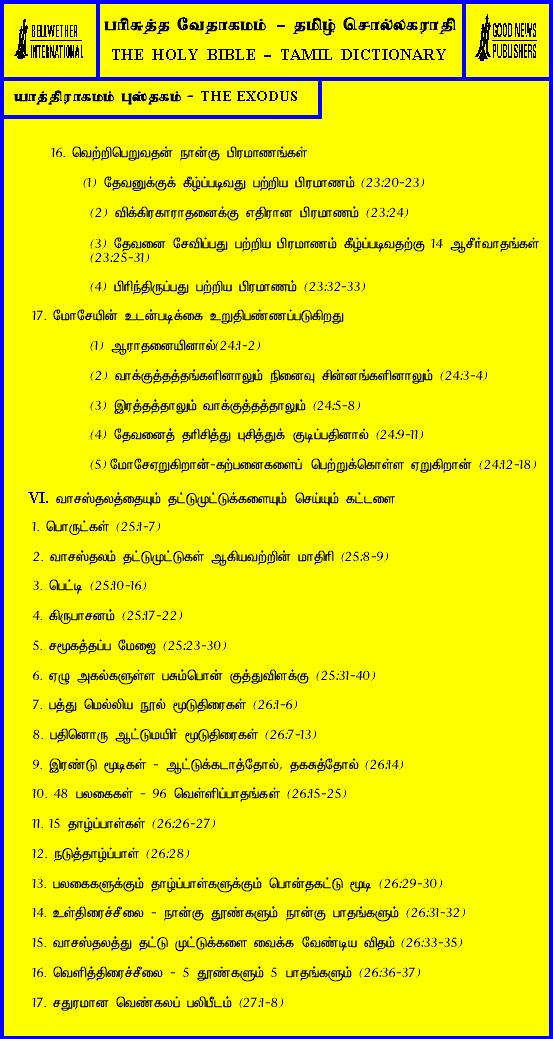 BELLWETHER
INTERNATIONAL
பரிசுத்த வேதாகமம் – தமிழ் சொல்லகராதி
THE HOLY BIBLE – TAMIL DICTIONARY
GOOD NEWS
PUBLISHERS
யாத்திராகமம் புஸ்தகம் - THE EXODUS
16. வெற்றிபெறுவதன் நான்கு பிரமாணங்கள்
(1) தேவனுக்குக் கீழ்ப்படிவது பற்றிய பிரமாணம் (23:20-23)
(2) விக்கிரகாராதனைக்கு எதிரான பிரமாணம் (23:24)
(3) தேவனை சேவிப்பது பற்றிய பிரமாணம் கீழ்ப்படிவதற்கு 14 ஆசீர்வாதங்கள்
(23:25-31)
(4) பிரிந்திருப்பது பற்றிய பிரமாணம் (23:32-33)
17. மோசேயின் உடன்படிக்கை உறுதிபண்ணப்படுகிறது
(1) ஆராதனையினால்(24:1-2)
(2) வாக்குத்தத்தங்களினாலும் நினைவு சின்னங்களினாலும் (24:3-4)
(3) இரத்தத்தாலும் வாக்குத்தத்தாலும் (24:5-8)
(4) தேவனைத் தரிசித்து புசித்துக் குடிப்பதினால் (24:9-11)
(5) மோசேஏறுகிறான்-கற்பனைகளைப் பெற்றுக்கொள்ள ஏறுகிறான் (24:12-18)
VI. வாசஸ்தலத்தையும் தட்டுமுட்டுக்களையும் செய்யும் கட்டளை
1. பொருட்கள் (25:1-7)
2. வாசஸ்தலம் தட்டுமுட்டுகள் ஆகியவற்றின் மாதிரி (25:8-9)
3. பெட்டி (25:10-16)
4. கிருபாசனம் (25:17-22)
5. சமூகத்தப்ப மேஜை (25:23-30)
6. ஏழு அகல்களுள்ள பசும்பொன் குத்துவிளக்கு (25:31-40)
7. பத்து மெல்லிய நூல் மூடுதிரைகள் (26:1-6)
8. பதினொரு ஆட்டுமயிர் மூடுதிரைகள் (26:7-13)
9. இரண்டு மூடிகள் - ஆட்டுக்கடாத்தோல், தகசுத்தோல் (26:14)
10. 48 பலகைகள் - 96 வெள்ளிப்பாதங்கள் (26:15-25)
11. 15 தாழ்ப்பாள்கள் (26:26-27)
12. நடுத்தாழ்ப்பாள் (26:28)
13. பலகைகளுக்கும் தாழ்ப்பாள்களுக்கும் பொன்தகட்டு மூடி (26:29-30)
14. உள்திரைச்சீலை - நான்கு தூண்களும் நான்கு பாதங்களும் (26:31-32)
15. வாசஸ்தலத்து தட்டு முட்டுக்களை வைக்க வேண்டிய விதம் (26:33-35)
16. வெளித்திரைச்சீலை - 5 தூண்களும் 5 பாதங்களும் (26:36-37)
17. சதுரமான வெண்கலப் பலிபீடம் (27:1-8)